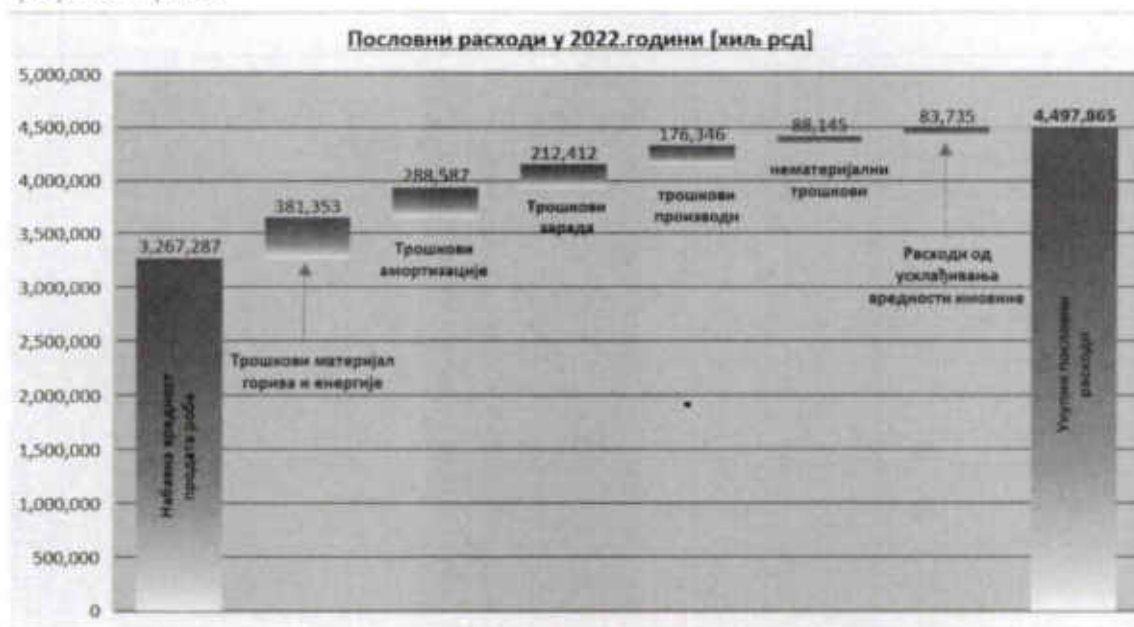 Пословни расходи у 2022.години [хиљ рсд]
5,000,000
4,500,000
4,000,000
3,500,000
3,000,000
2,500,000
2,000,000
1,500,000
1,000,000
500,000
0
3,267,287
Набавна вредност
381,353
Трошкови материјал
горива и енергије
288,587
Трошкови
амортизације
212,412
Трошкови
зарада
176,346
трошкови
производн
88,145
нематеријални
трошкови
83,735
Расходи од
усклађивања
вредности имовине
4,497,865
Укупни пословни
расходи